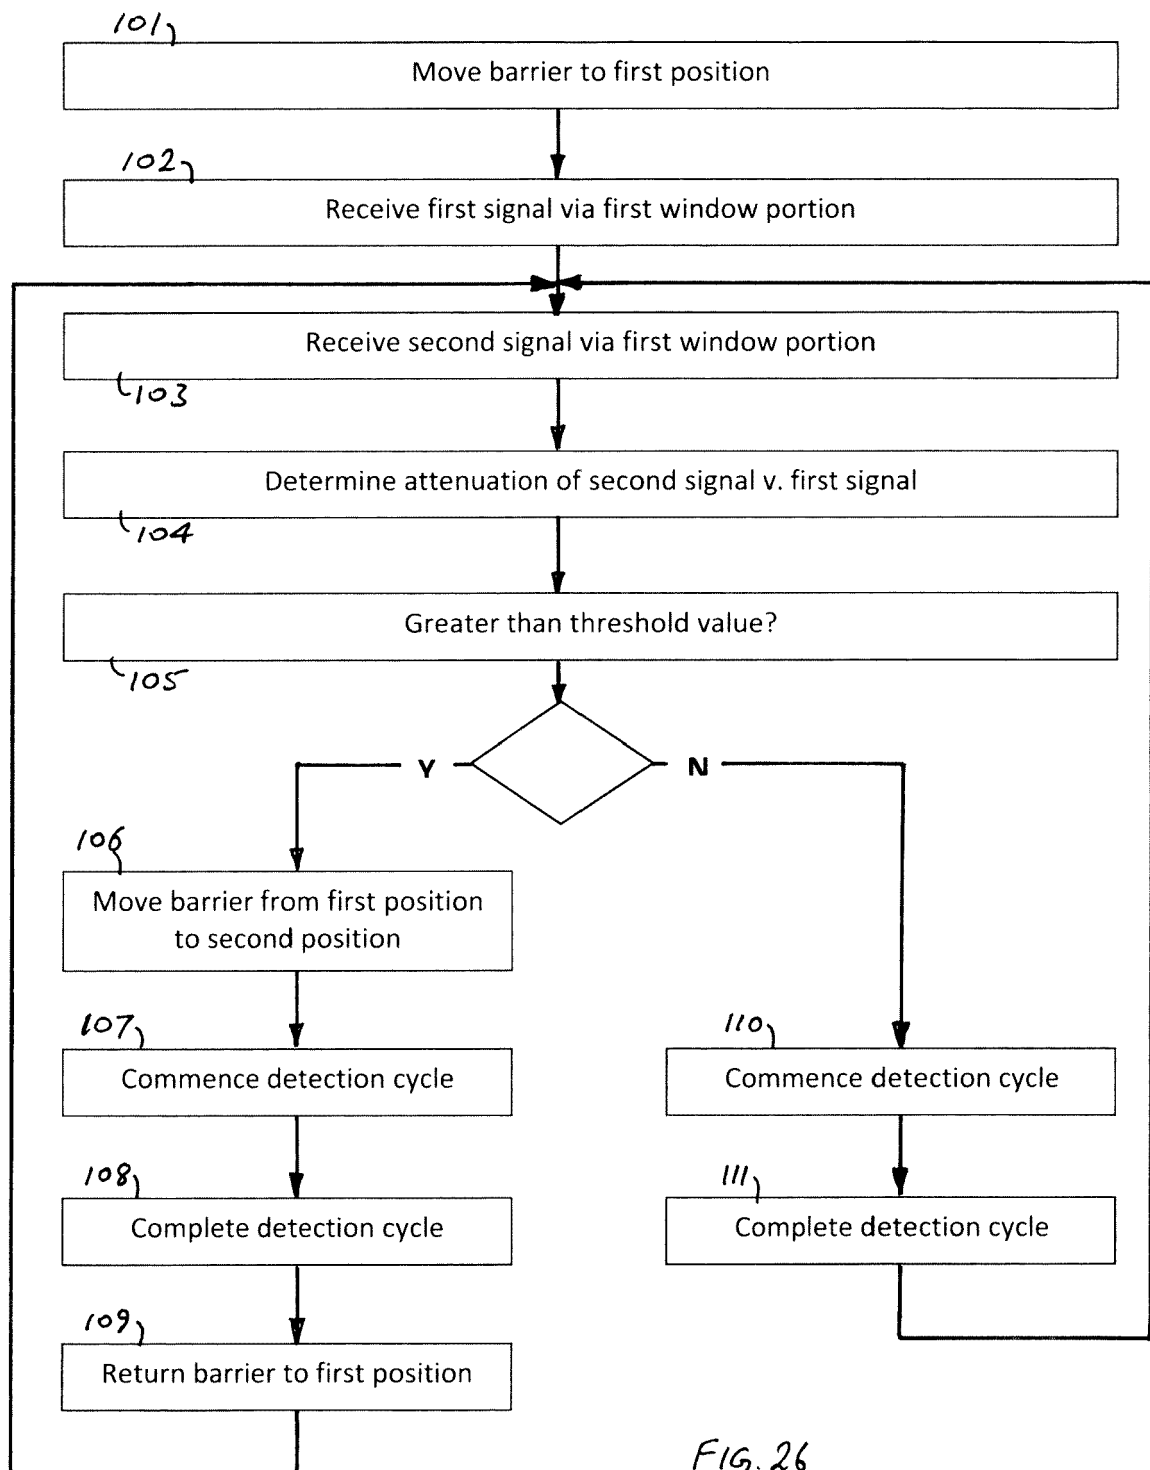 101
Move barrier to first position
102
Receive first signal via first window portion
Receive second signal via first window portion
103
Determine attenuation of second signal v. first signal
104
Greater than threshold value?
105
Y
N
106
Move barrier from first position
to second position
107
Commence detection cycle
110
Commence detection cycle
108
Complete detection cycle
111
Complete detection cycle
109
Return barrier to first position
FIG. 26